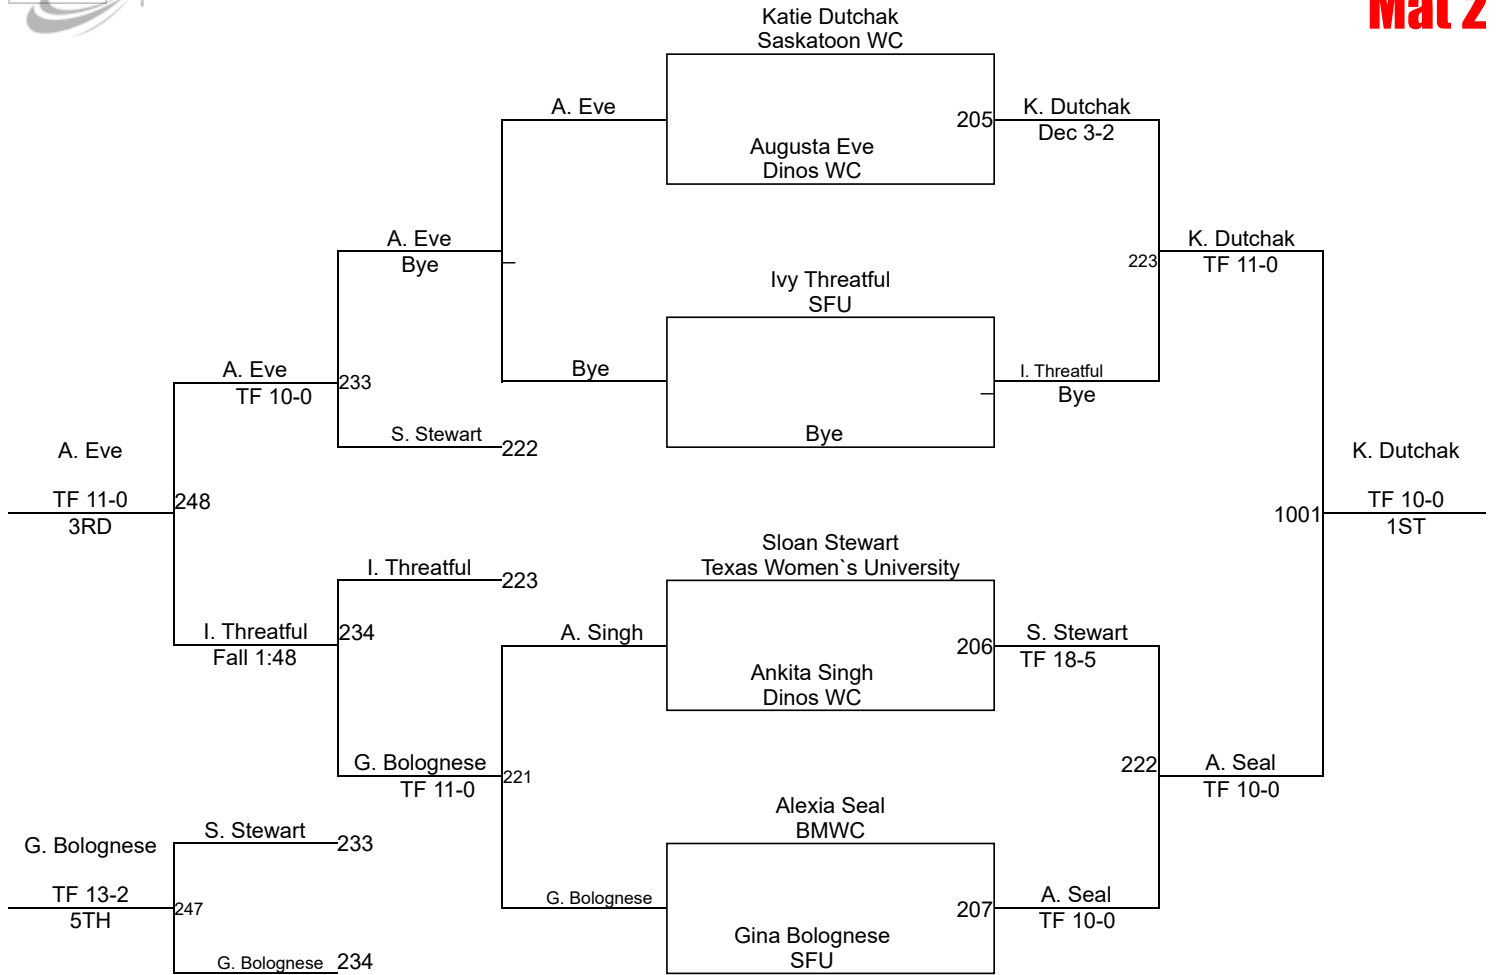 Mat 2
Katie Dutchak
Saskatoon WC
A. Eve
205
K. Dutchak
Dec 3-2
Augusta Eve
Dinos WC
A. Eve
Bye
K. Dutchak
223
TF 11-0
Ivy Threatful
SFU
A. Eve
TF 10-0
233
Bye
I. Threatful
Bye
S. Stewart
222
Bye
A. Eve
TF 11-0
3RD
248
K. Dutchak
1001
TF 10-0
1ST
Sloan Stewart
Texas Women`s University
I. Threatful
223
I. Threatful
Fall 1:48
234
A. Singh
206
S. Stewart
TF 18-5
Ankita Singh
Dinos WC
G. Bolognese
TF 11-0
221
222
A. Seal
TF 10-0
Alexia Seal
BMWC
G. Bolognese
S. Stewart
233
TF 13-2
5TH
247
G. Bolognese
207
A. Seal
TF 10-0
Gina Bolognese
SFU
G. Bolognese
234